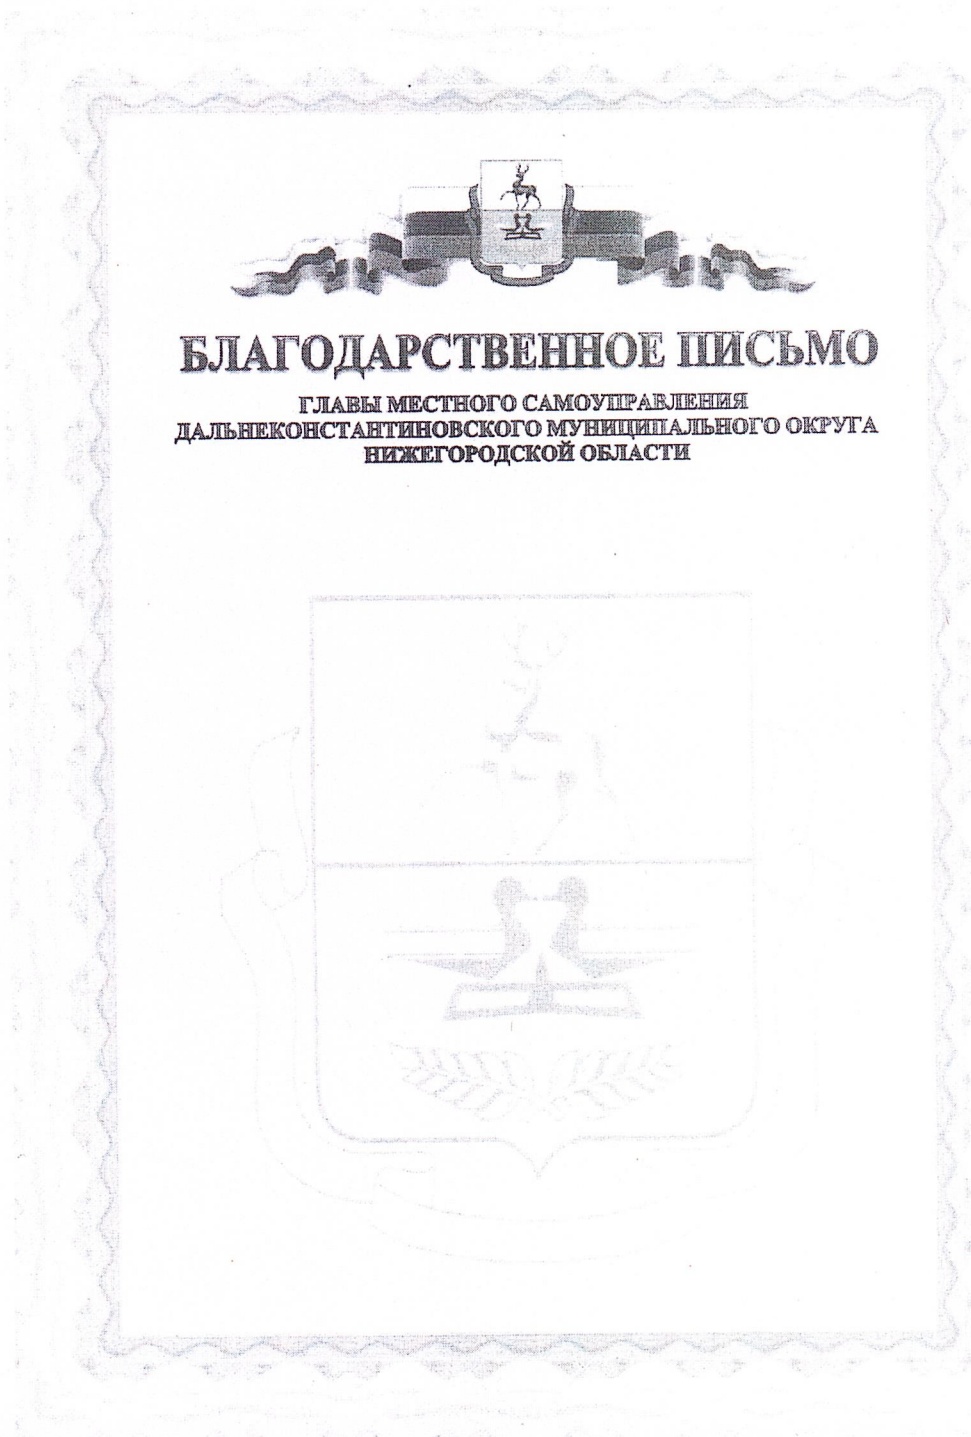 БЛАГОДАРСТВЕННОЕ ПИСЬМО
ГЛАВЫ МЕСТНОГО САМОУПРАВЛЕНИЯ
ДАЛЬНЕКОНСТАНТИНОВСКОГО МУНИЦИПАЛЬНОГО ОКРУГА
НИЖЕГОРОДСКОЙ ОБЛАСТИ